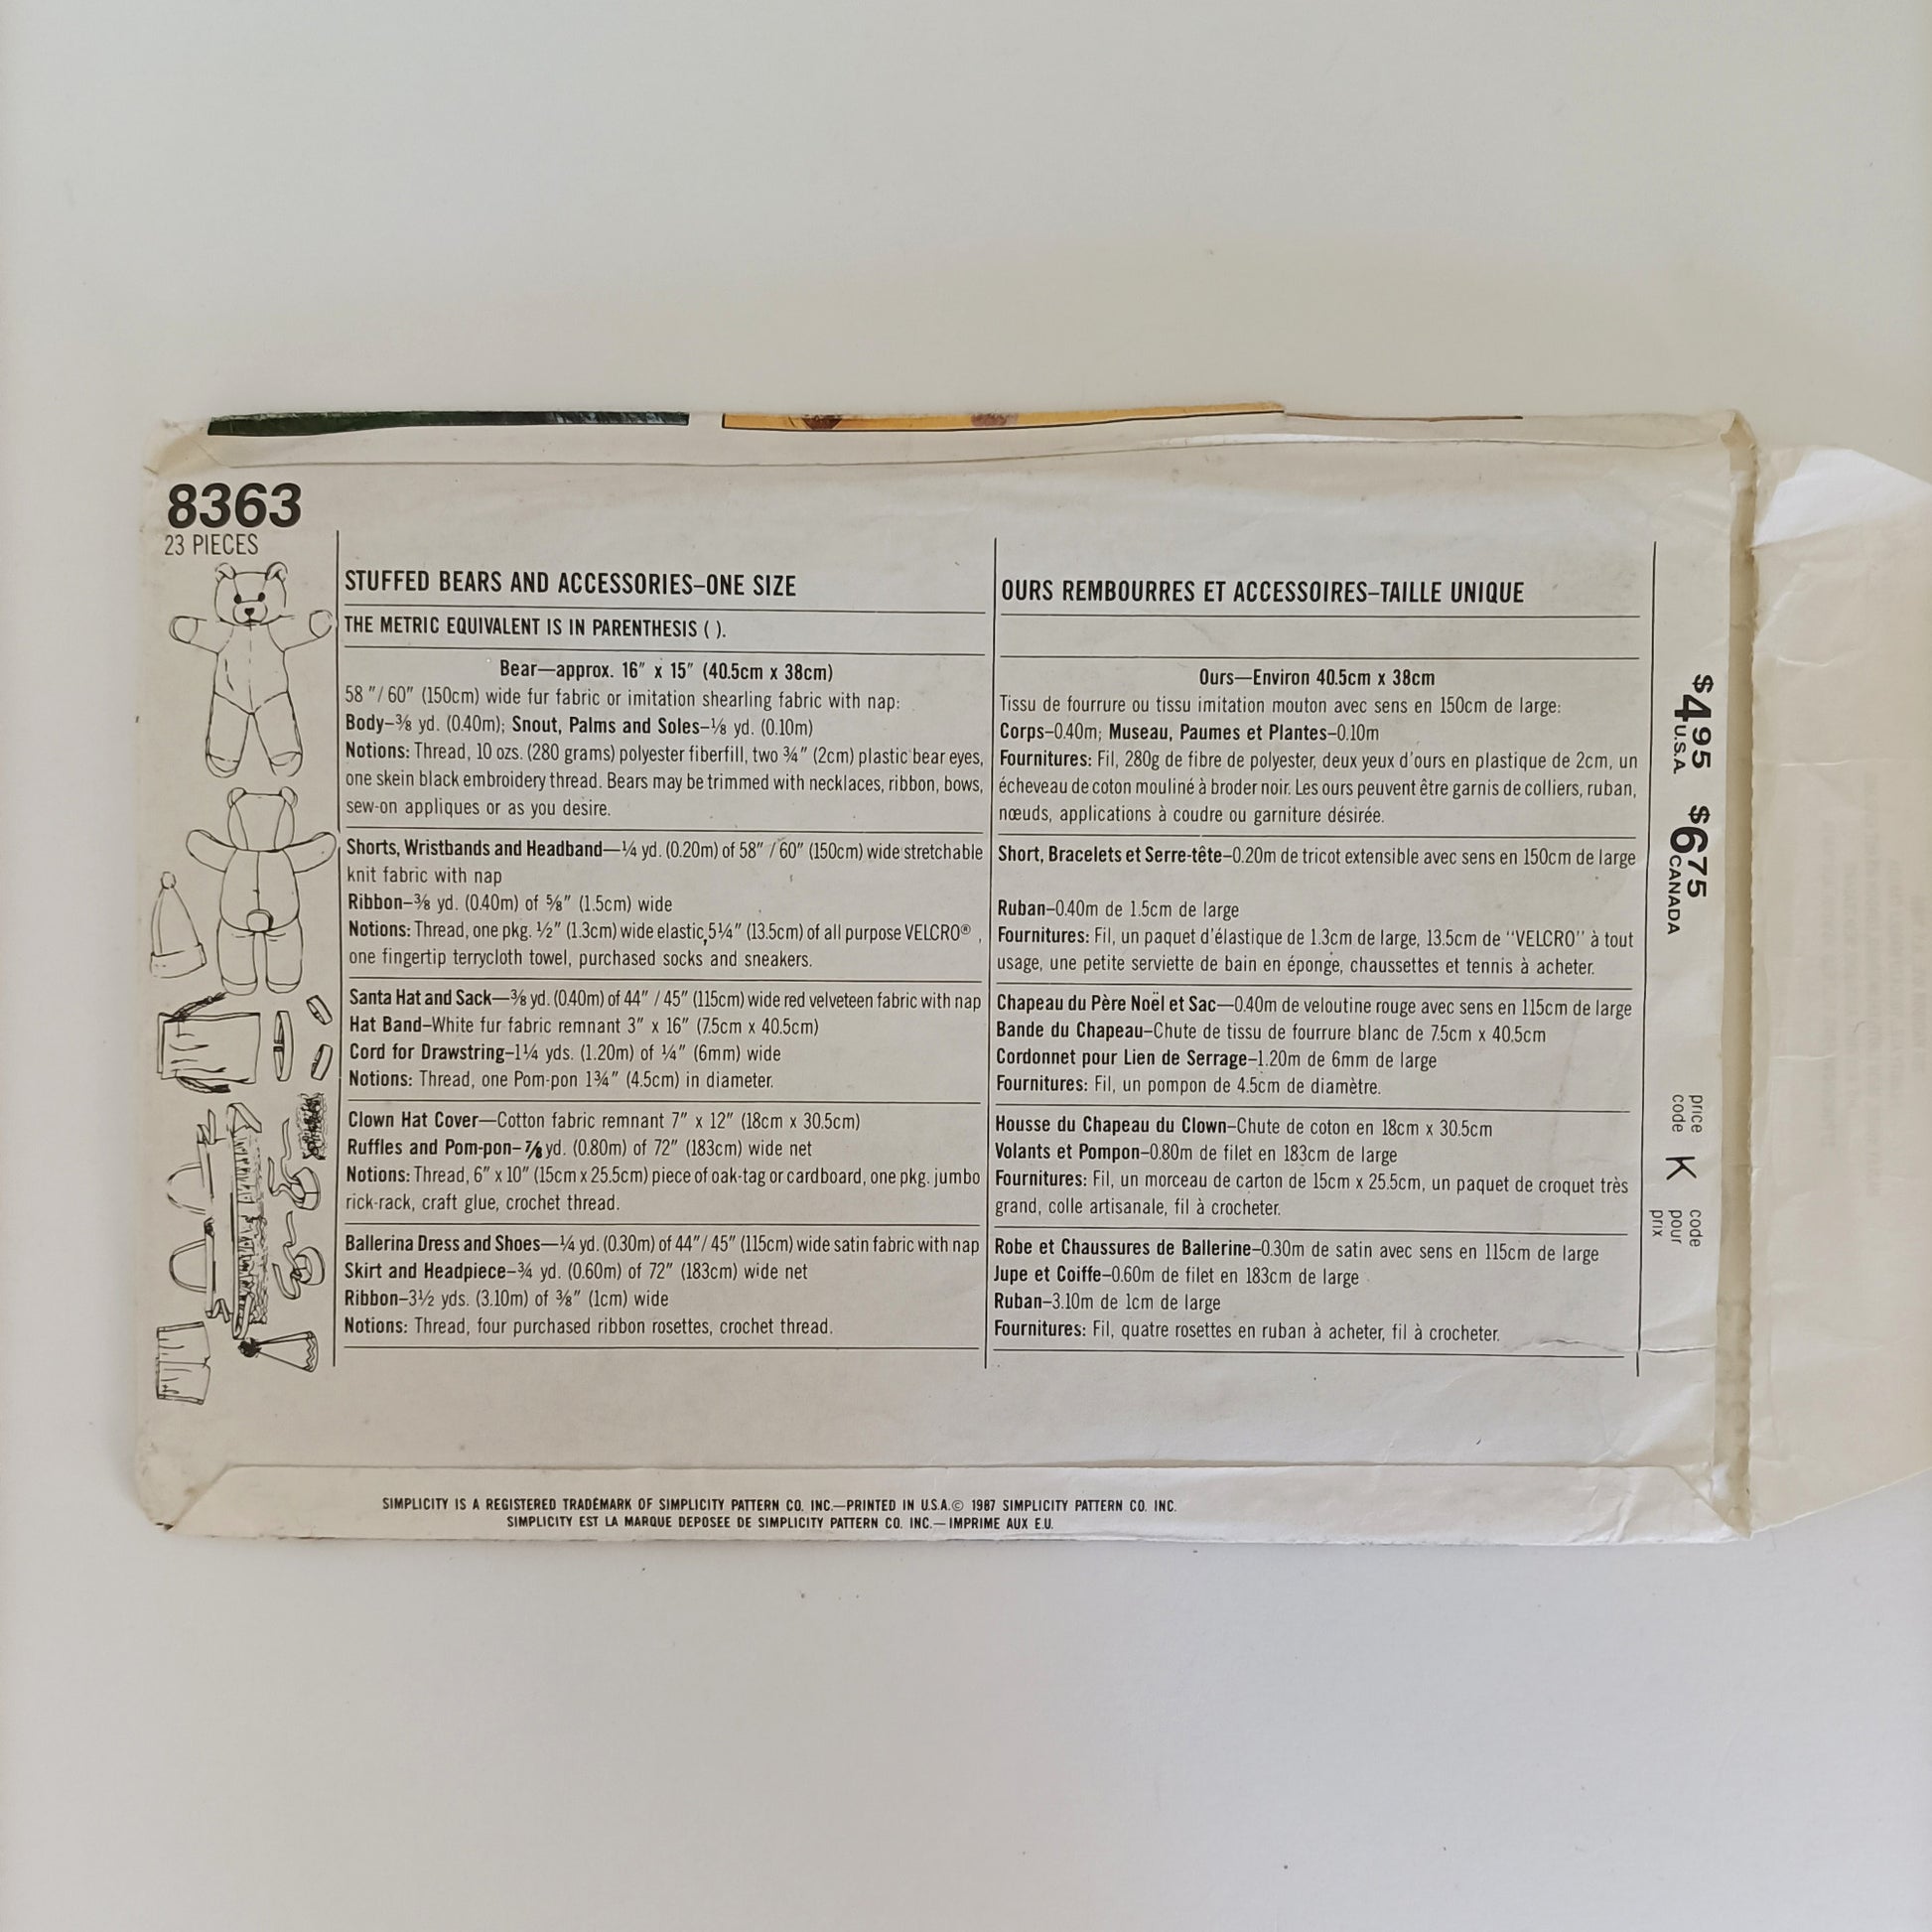 8363
23 PIECES
STUFFED BEARS AND ACCESSORIES–ONE SIZE
THE METRIC EQUIVALENT IS IN PARENTHESIS ( ).
Bear—approx. 16″ x 15″ (40.5cm x 38cm)
58 ″/ 60″ (150cm) wide fur fabric or imitation shearling fabric with nap:
Body–⅜ yd. (0.40m); Snout, Palms and Soles–⅛ yd. (0.10m)
Notions: Thread, 10 ozs. (280 grams) polyester fiberfill, two ¾″ (2cm) plastic bear eyes,
one skein black embroidery thread. Bears may be trimmed with necklaces, ribbon, bows,
sew-on appliques or as you desire.
Shorts, Wristbands and Headband—¼ yd. (0.20m) of 58″ / 60″ (150cm) wide stretchable
knit fabric with nap
Ribbon–⅜ yd. (0.40m) of ⅝″ (1.5cm) wide
Notions: Thread, one pkg. ½″ (1.3cm) wide elastic, 5¼″ (13.5cm) of all purpose VELCRO® ,
one fingertip terrycloth towel, purchased socks and sneakers.
Santa Hat and Sack—⅜ yd. (0.40m) of 44″ / 45″ (115cm) wide red velveteen fabric with nap
Hat Band–White fur fabric remnant 3″ x 16″ (7.5cm x 40.5cm)
Cord for Drawstring–1¼ yds. (1.20m) of ¼″ (6mm) wide
Notions: Thread, one Pom-pon 1¾″ (4.5cm) in diameter.
Clown Hat Cover—Cotton fabric remnant 7″ x 12″ (18cm x 30.5cm)
Ruffles and Pom-pon–⅞ yd. (0.80m) of 72″ (183cm) wide net
Notions: Thread, 6″ x 10″ (15cm x 25.5cm) piece of oak-tag or cardboard, one pkg. jumbo
rick-rack, craft glue, crochet thread.
Ballerina Dress and Shoes—¼ yd. (0.30m) of 44″/ 45″ (115cm) wide satin fabric with nap
Skirt and Headpiece–¾ yd. (0.60m) of 72″ (183cm) wide net
Ribbon–3½ yds. (3.10m) of ⅜″ (1cm) wide
Notions: Thread, four purchased ribbon rosettes, crochet thread.
OURS REMBOURRES ET ACCESSOIRES–TAILLE UNIQUE
Ours—Environ 40.5cm x 38cm
Tissu de fourrure ou tissu imitation mouton avec sens en 150cm de large:
Corps–0.40m; Museau, Paumes et Plantes–0.10m
Fournitures: Fil, 280g de fibre de polyester, deux yeux d'ours en plastique de 2cm, un
écheveau de coton mouliné à broder noir. Les ours peuvent être garnis de colliers, ruban,
nœuds, applications à coudre ou garniture désirée.
Short, Bracelets et Serre-tête–0.20m de tricot extensible avec sens en 150cm de large
Ruban–0.40m de 1.5cm de large
Fournitures: Fil, un paquet d'élastique de 1.3cm de large, 13.5cm de "VELCRO" à tout
usage, une petite serviette de bain en éponge, chaussettes et tennis à acheter.
Chapeau du Père Noël et Sac—0.40m de veloutine rouge avec sens en 115cm de large
Bande du Chapeau–Chute de tissu de fourrure blanc de 7.5cm x 40.5cm
Cordonnet pour Lien de Serrage–1.20m de 6mm de large
Fournitures: Fil, un pompon de 4.5cm de diamètre.
Housse du Chapeau du Clown–Chute de coton en 18cm x 30.5cm
Volants et Pompon–0.80m de filet en 183cm de large
Fournitures: Fil, un morceau de carton de 15cm x 25.5cm, un paquet de croquet très
grand, colle artisanale, fil à crocheter.
Robe et Chaussures de Ballerine–0.30m de satin avec sens en 115cm de large
Jupe et Coiffe–0.60m de filet en 183cm de large
Ruban–3.10m de 1cm de large
Fournitures: Fil, quatre rosettes en ruban à acheter, fil à crocheter.
$4 95 U.S.A. $6 75 CANADA
price code K code pour prix
SIMPLICITY IS A REGISTERED TRADEMARK OF SIMPLICITY PATTERN CO. INC.—PRINTED IN U.S.A.© 1987 SIMPLICITY PATTERN CO. INC.
SIMPLICITY EST LA MARQUE DEPOSEE DE SIMPLICITY PATTERN CO. INC.— IMPRIME AUX E.U.